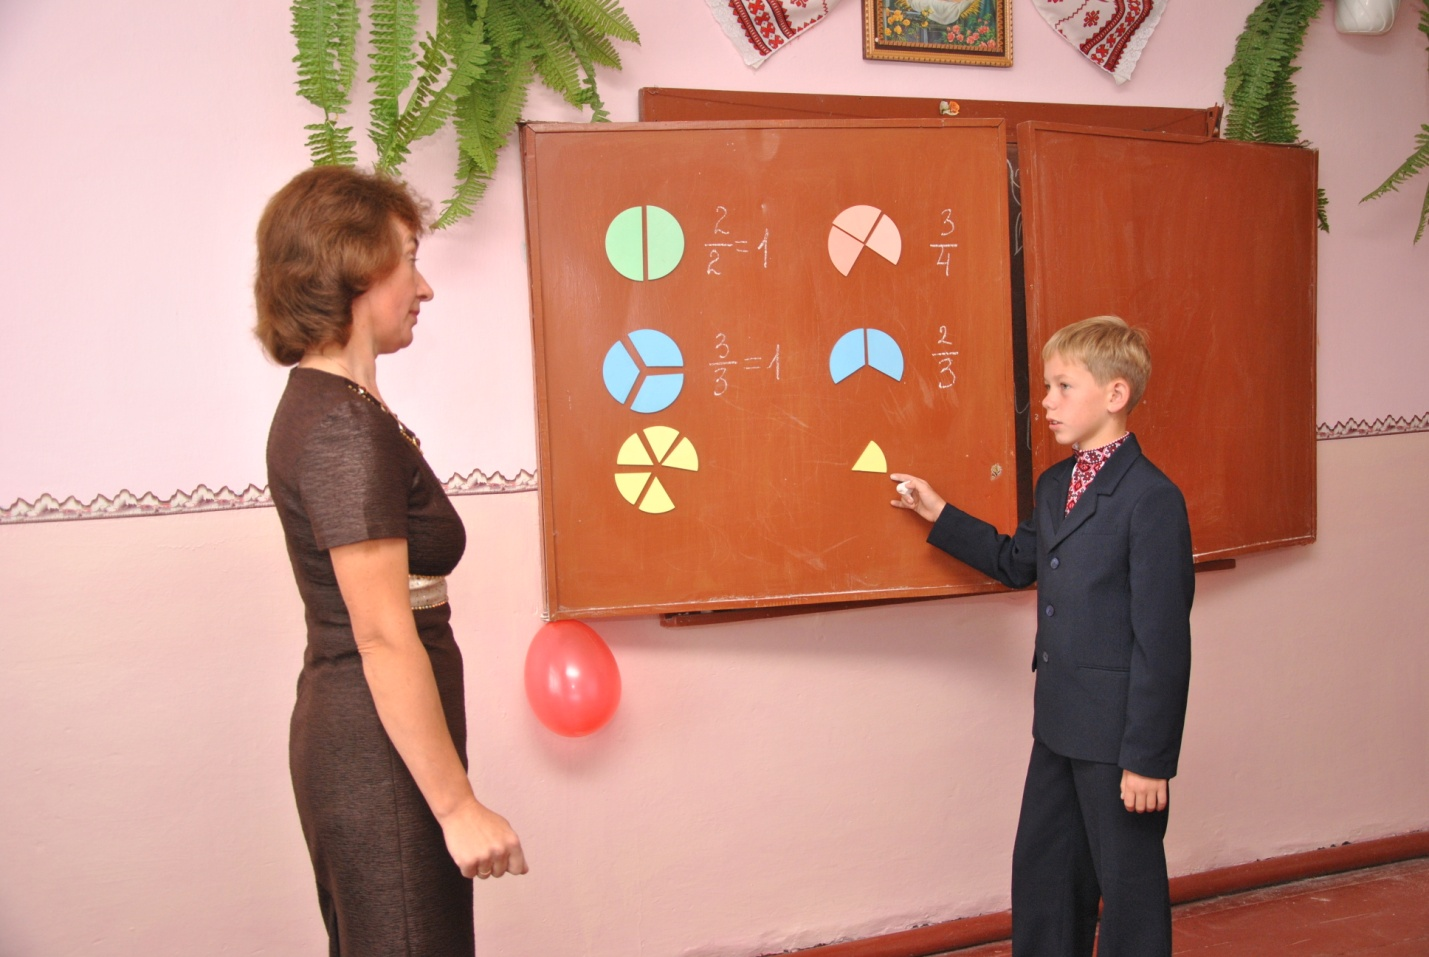 2/2 = 1
3/4
3/3 = 1
2/3